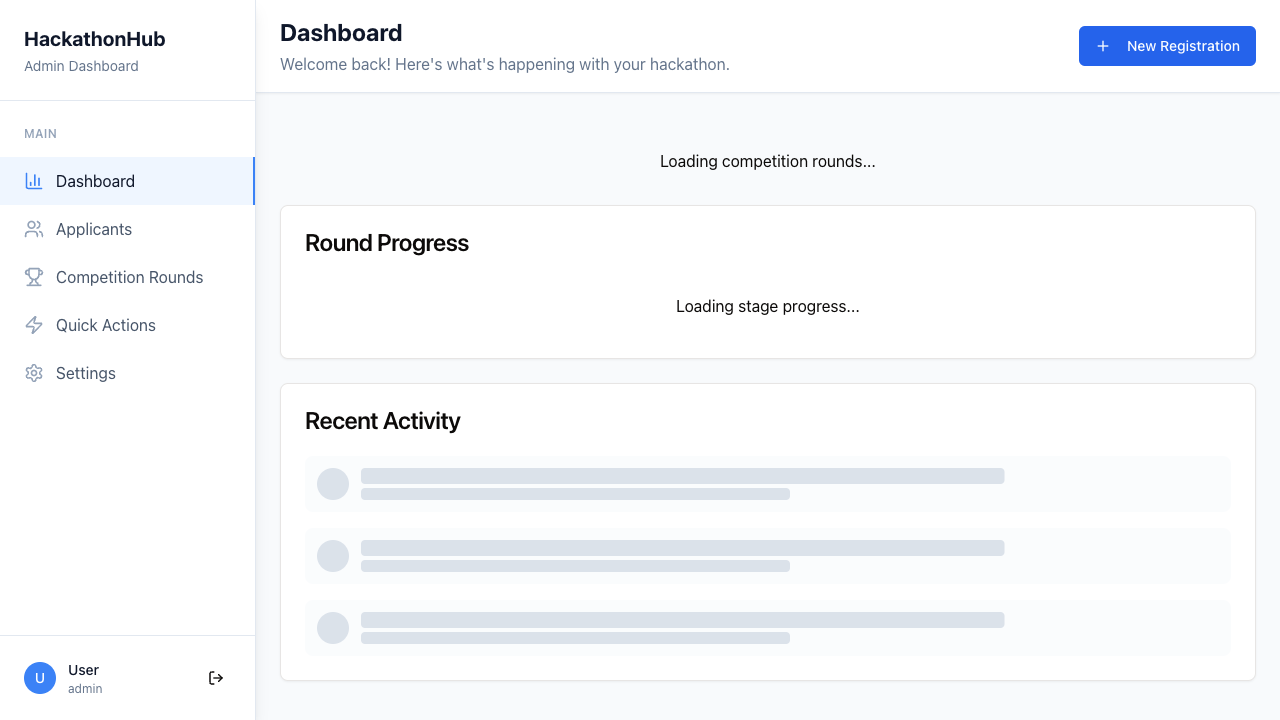 HackathonHub
Admin Dashboard
MAIN
Dashboard
Applicants
Competition Rounds
Quick Actions
Settings
U
User
admin
Dashboard
Welcome back! Here's what's happening with your hackathon.
New Registration
Loading competition rounds...
Round Progress
Loading stage progress...
Recent Activity